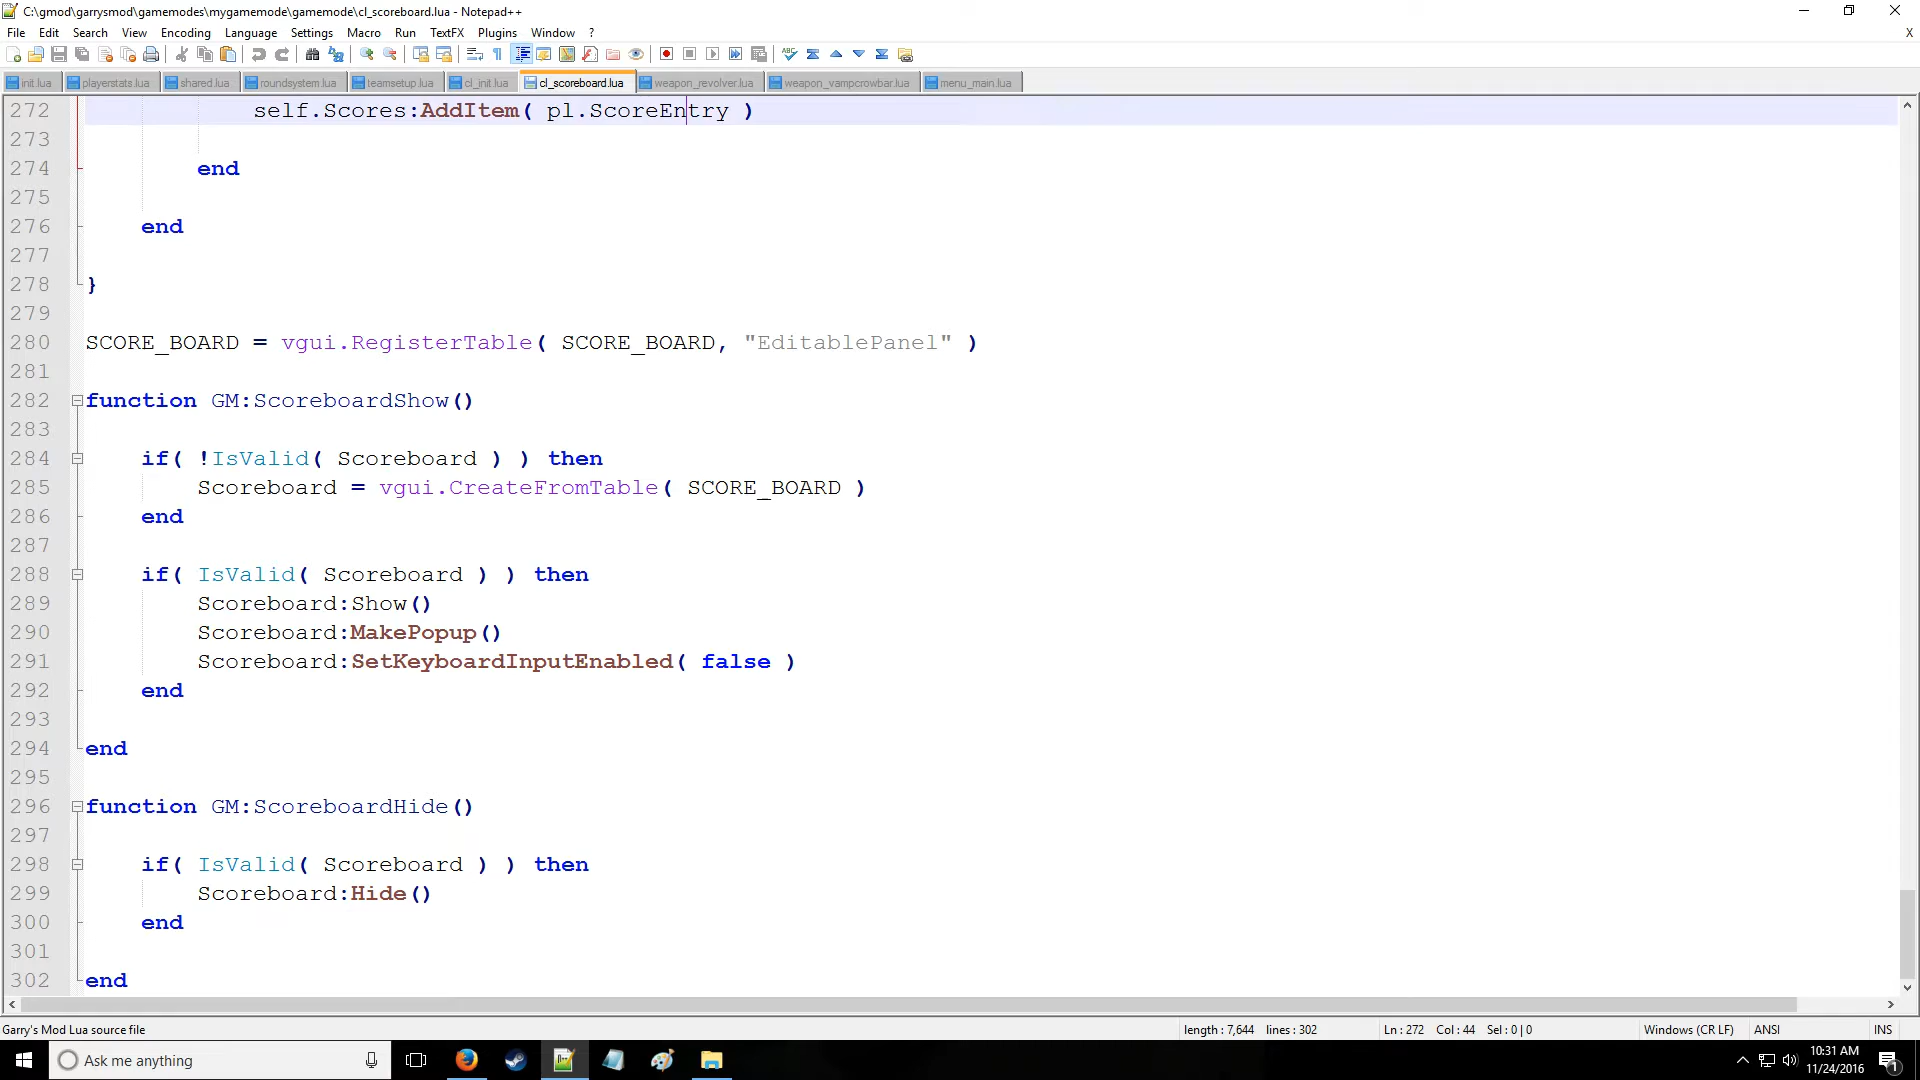 C:\gmod\garrysmod\gamemodes\mygamemode\gamemode\cl_scoreboard.lua - Notepad++
File Edit Search View Encoding Language Settings Macro Run TextFX Plugins Window ? X
init.lua playerstats.lua shared.lua roundsystem.lua teamsetup.lua cl_init.lua cl_scoreboard.lua weapon_revolver.lua weapon_vampcrowbar.lua menu_main.lua
272 self.Scores:AddItem( pl.ScoreEntry )
273
274 end
275
276 end
277
278 }
279
280 SCORE_BOARD = vgui.RegisterTable( SCORE_BOARD, "EditablePanel" )
281
282 function GM:ScoreboardShow()
283
284 if( !IsValid( Scoreboard ) ) then
285 Scoreboard = vgui.CreateFromTable( SCORE_BOARD )
286 end
287
288 if( IsValid( Scoreboard ) ) then
289 Scoreboard:Show()
290 Scoreboard:MakePopup()
291 Scoreboard:SetKeyboardInputEnabled( false )
292 end
293
294 end
295
296 function GM:ScoreboardHide()
297
298 if( IsValid( Scoreboard ) ) then
299 Scoreboard:Hide()
300 end
301
302 end
Garry's Mod Lua source file length : 7,644 lines : 302 Ln : 272 Col : 44 Sel : 0 | 0 Windows (CR LF) ANSI INS
Ask me anything 10:31 AM
11/24/2016 1